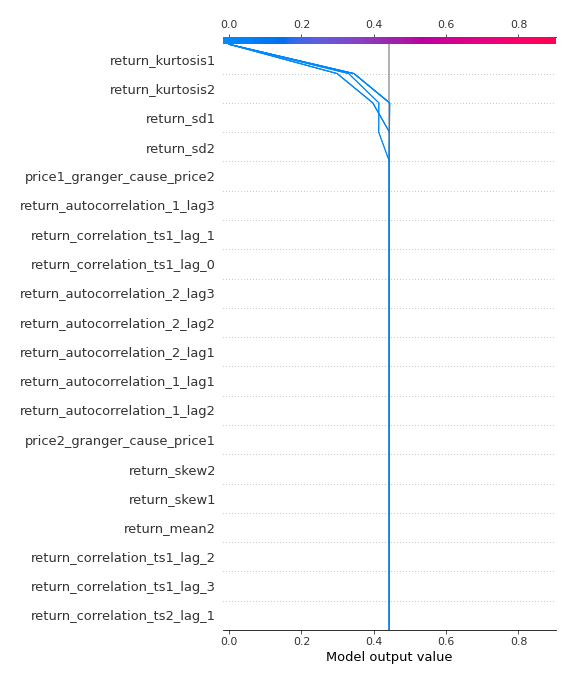 0.0 0.2 0.4 0.6 0.8
return_kurtosis1
return_kurtosis2
return_sd1
return_sd2
price1_granger_cause_price2
return_autocorrelation_1_lag3
return_correlation_ts1_lag_1
return_correlation_ts1_lag_0
return_autocorrelation_2_lag3
return_autocorrelation_2_lag2
return_autocorrelation_2_lag1
return_autocorrelation_1_lag1
return_autocorrelation_1_lag2
price2_granger_cause_price1
return_skew2
return_skew1
return_mean2
return_correlation_ts1_lag_2
return_correlation_ts1_lag_3
return_correlation_ts2_lag_1
0.0 0.2 0.4 0.6 0.8
Model output value